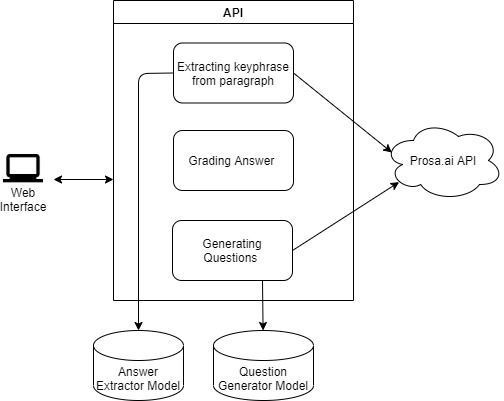 API
Extracting keyphrase
from paragraph
Grading Answer
Generating
Questions
Prosa.ai API
Web
Interface
Answer
Extractor Model
Question
Generator Model